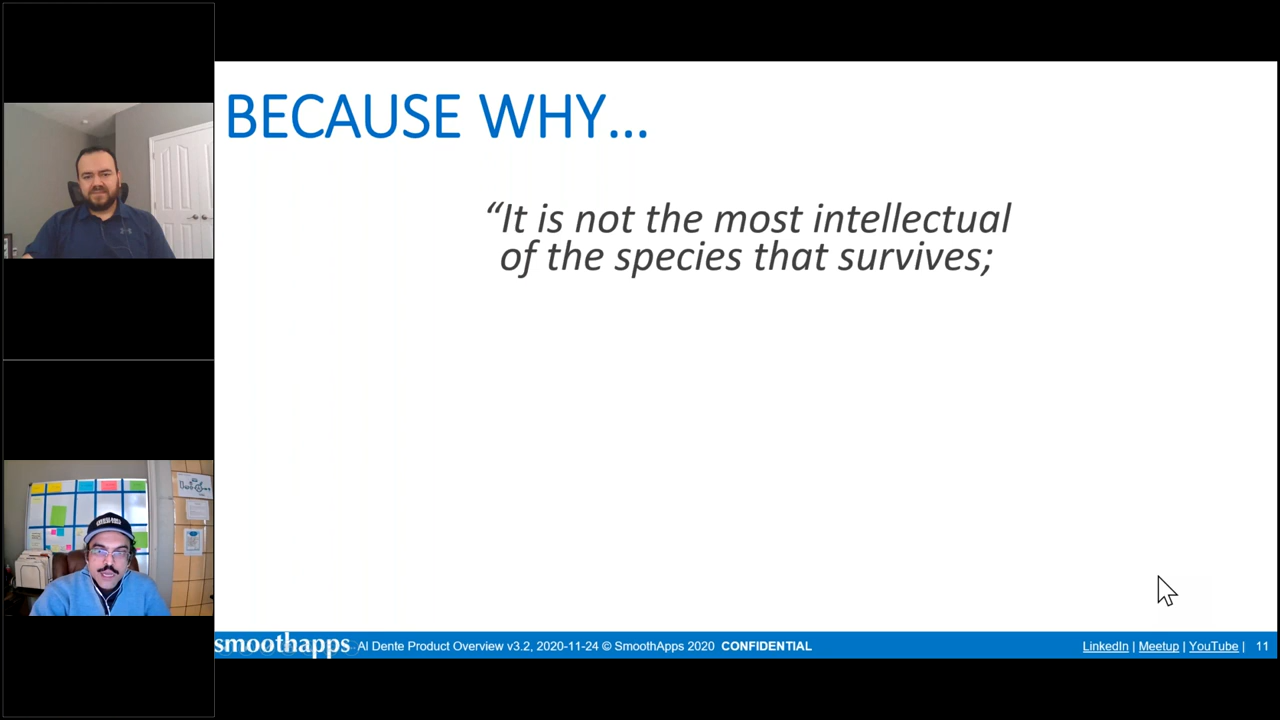 BECAUSE WHY...
“It is not the most intellectual
of the species that survives;
smoothapps Al Dente Product Overview v3.2, 2020-11-24 © SmoothApps 2020 CONFIDENTIAL LinkedIn | Meetup | YouTube | 11